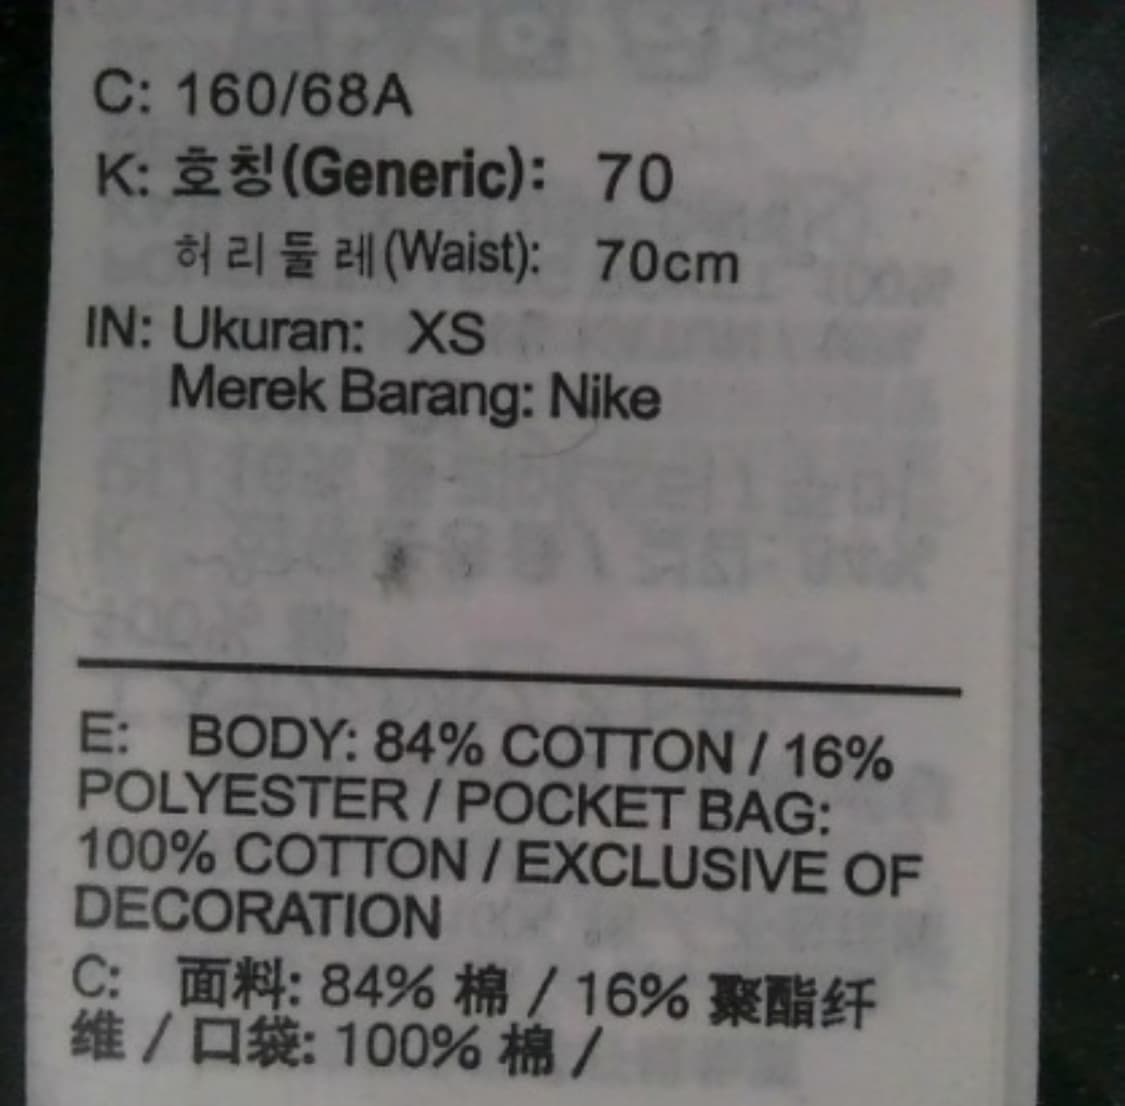 C: 160/68A
K: 호칭(Generic): 70
허리둘레(Waist): 70cm
IN: Ukuran: XS
Merek Barang: Nike
E: BODY: 84% COTTON / 16%
POLYESTER / POCKET BAG:
100% COTTON / EXCLUSIVE OF
DECORATION
C: 面料: 84% 棉 / 16% 聚酯纤
维 / 口袋: 100% 棉 /